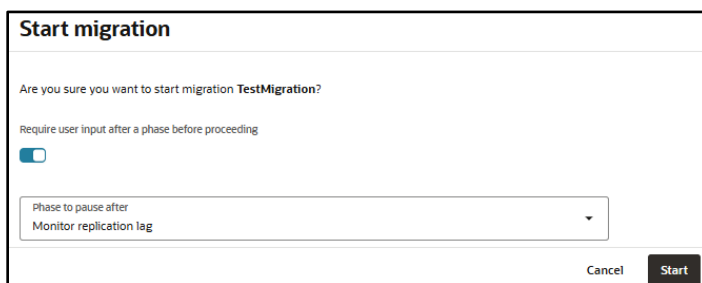 Start migration
Are you sure you want to start migration TestMigration?
Require user input after a phase before proceeding
Phase to pause after
Monitor replication lag
Cancel Start